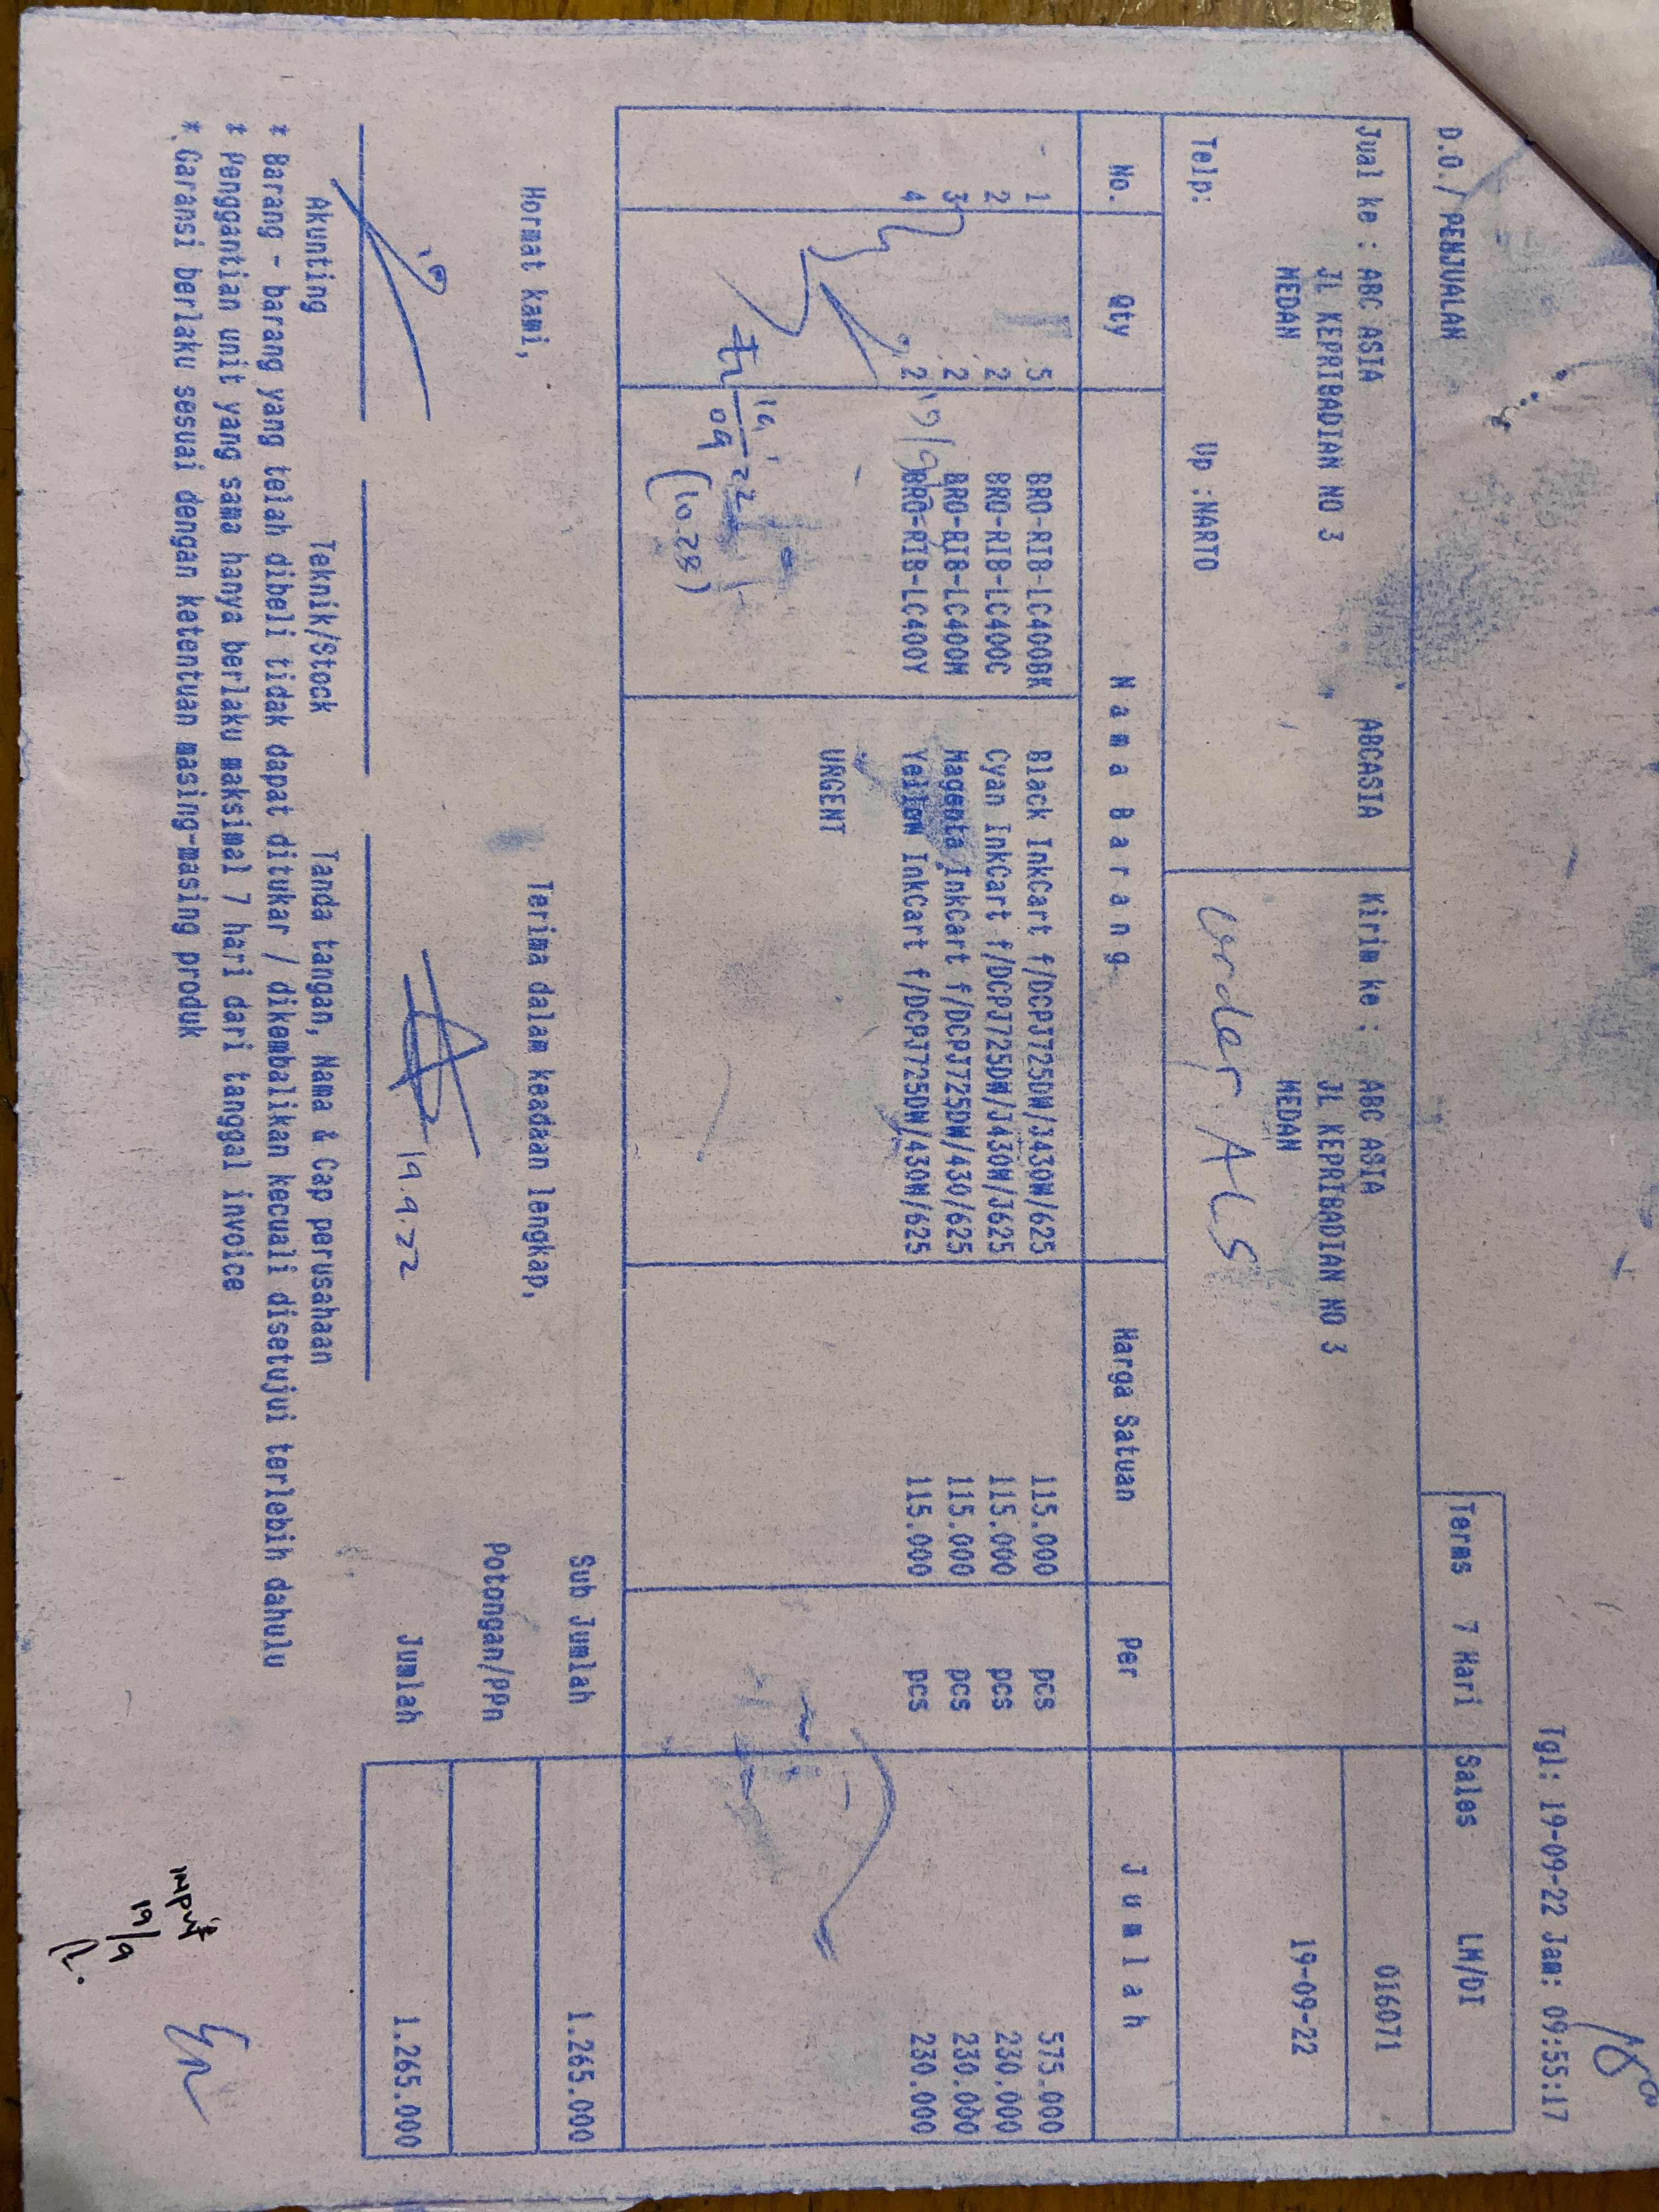 Tgl: 19-09-22 Jam: 09:55:17
D.O./ PENJUALAN
Terms 7 Hari Sales LM/DI
Jual ke : ABC ASIA ABCASIA Kirim ke : ABC ASIA 016071
JL KEPRIBADIAN NO 3 JL KEPRIBADIAN NO 3
MEDAN MEDAN 19-09-22
Telp: Up :NARTO order ALS
No. Qty Nama Barang Harga Satuan Per Jumlah
1 5 BRO-RIB-LC400BK Black InkCart f/DCPJ725DW/J430W/625 115.000 pcs 575.000
2 2 BRO-RIB-LC400C Cyan InkCart f/DCPJ725DW/J430W/J625 115.000 pcs 230.000
3 2 BRO-RIB-LC400M Magenta InkCart f/DCPJ725DW/430/625 115.000 pcs 230.000
4 2 BRO-RIB-LC400Y Yellow InkCart f/DCPJ725DW/430W/625 115.000 pcs 230.000
URGENT
19/09 22
(10.28)
Sub Jumlah 1.265.000
Hormat kami, Terima dalam keadaan lengkap,
Potongan/PPn
19.9.22
Jumlah 1.265.000
Akunting Teknik/Stock Tanda tangan, Nama & Cap perusahaan
* Barang - barang yang telah dibeli tidak dapat ditukar / dikembalikan kecuali disetujui terlebih dahulu
* Penggantian unit yang sama hanya berlaku maksimal 7 hari dari tanggal invoice
* Garansi berlaku sesuai dengan ketentuan masing-masing produk
input
19/9